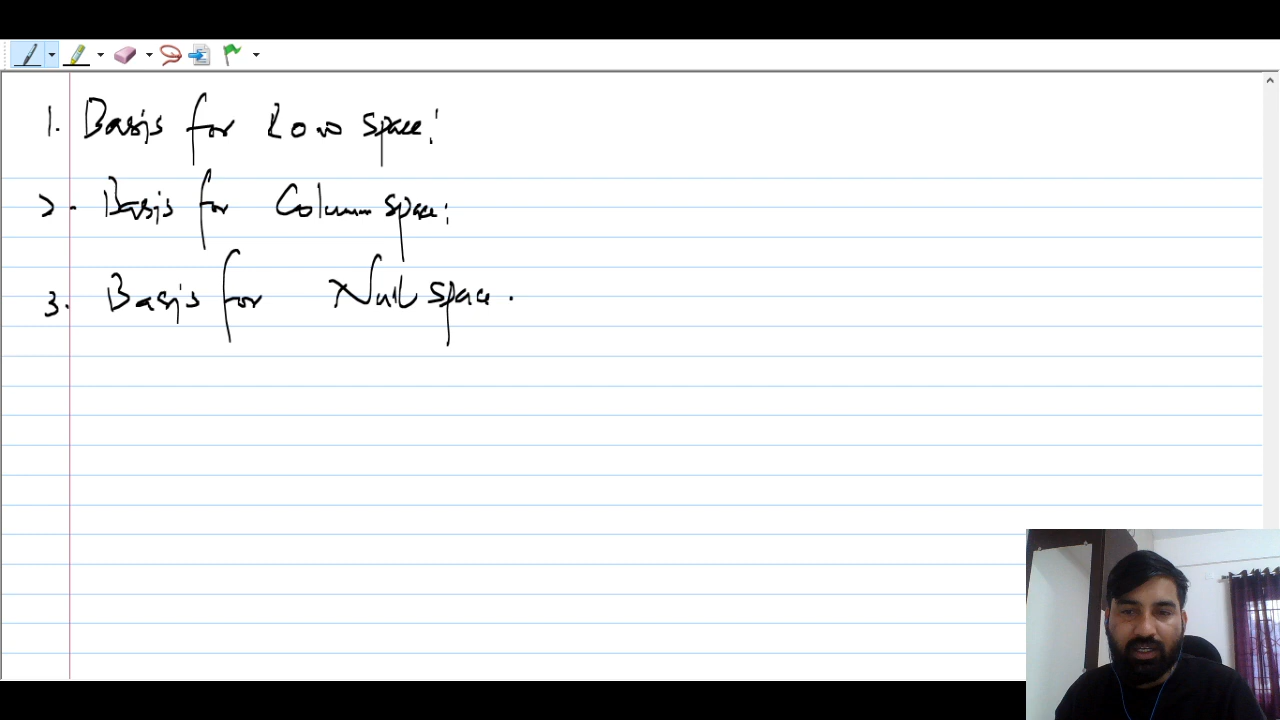 1. Basis for Row space:
2. Basis for Column space:
3. Basis for Null space.